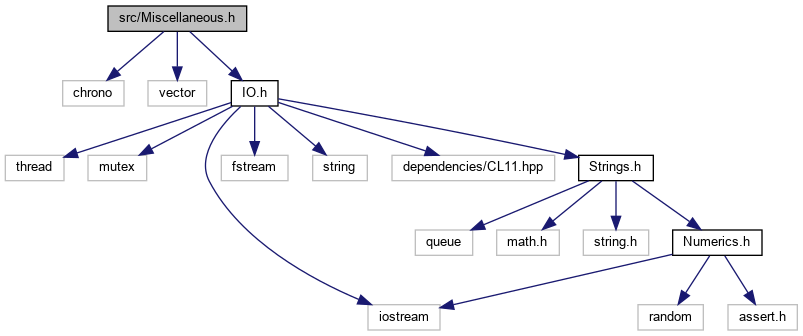 src/Miscellaneous.h
chrono
vector
IO.h
thread
mutex
fstream
string
dependencies/CL11.hpp
Strings.h
queue
math.h
string.h
Numerics.h
iostream
random
assert.h